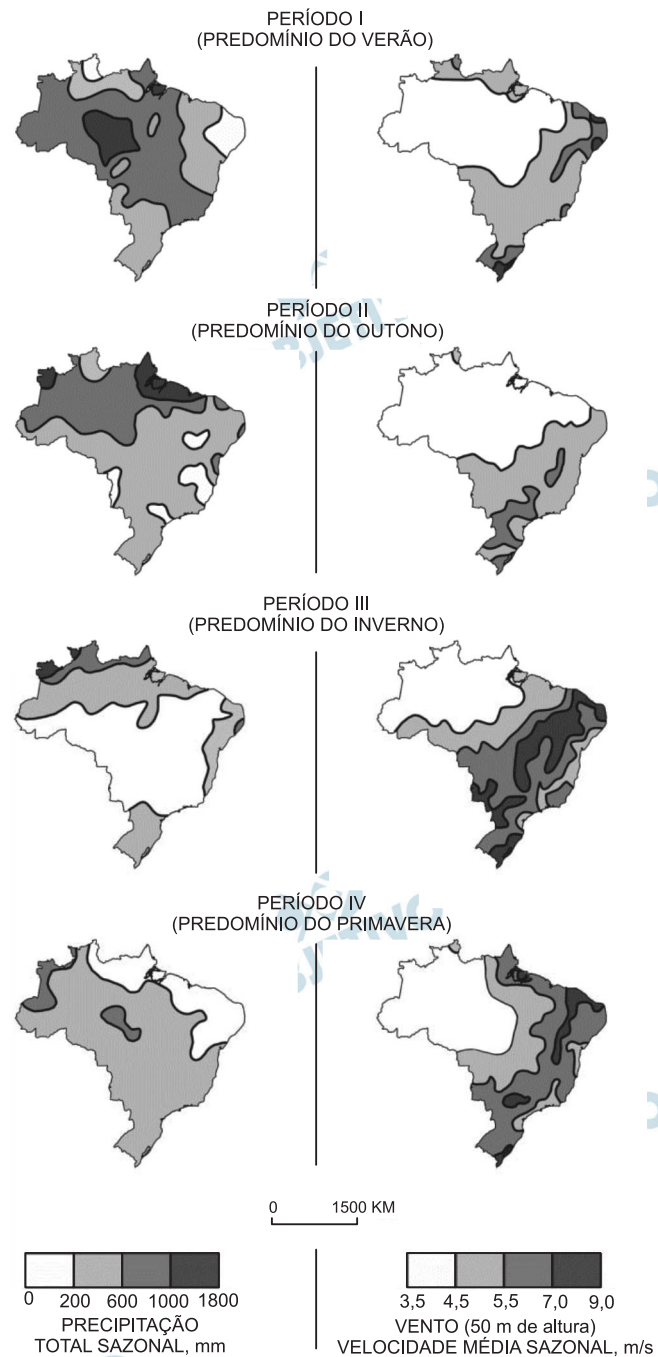 PERÍODO I
(PREDOMÍNIO DO VERÃO)
PERÍODO II
(PREDOMÍNIO DO OUTONO)
PERÍODO III
(PREDOMÍNIO DO INVERNO)
PERÍODO IV
(PREDOMÍNIO DO PRIMAVERA)
0 1500 KM
0 200 600 1000 1800
PRECIPITAÇÃO
TOTAL SAZONAL, mm
3,5 4,5 5,5 7,0 9,0
VENTO (50 m de altura)
VELOCIDADE MÉDIA SAZONAL, m/s